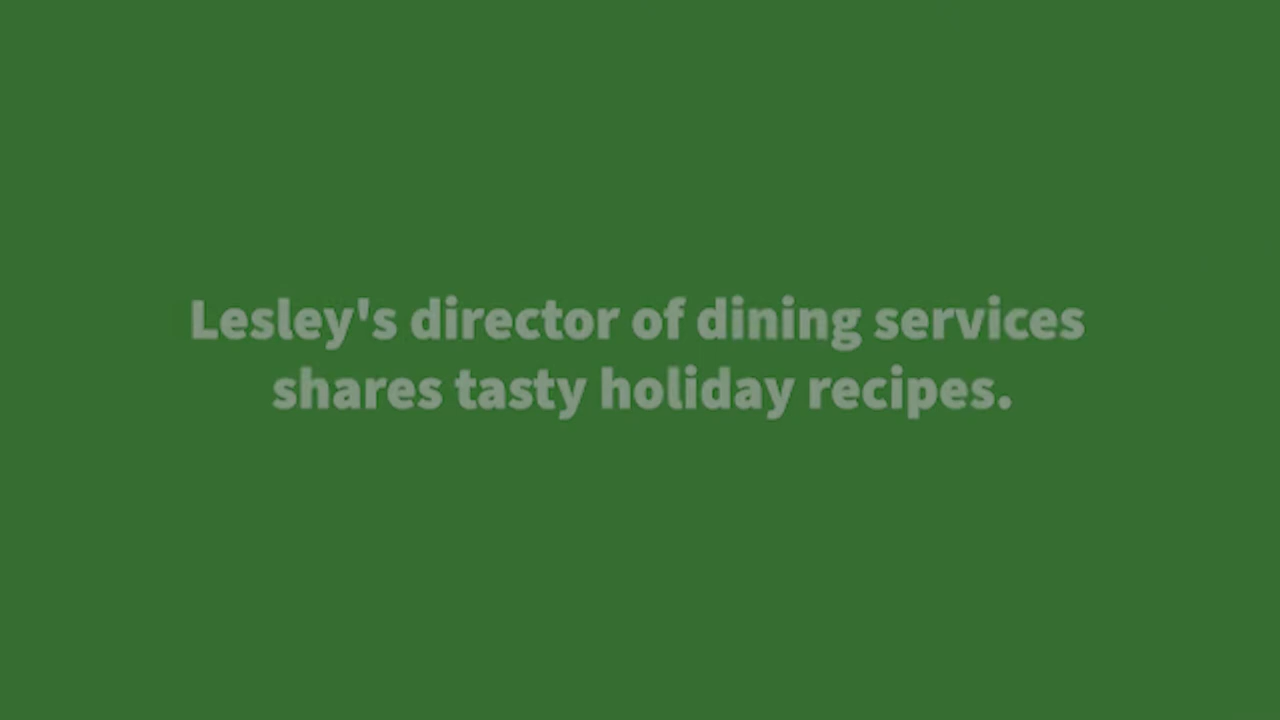 Lesley's director of dining services
shares tasty holiday recipes.